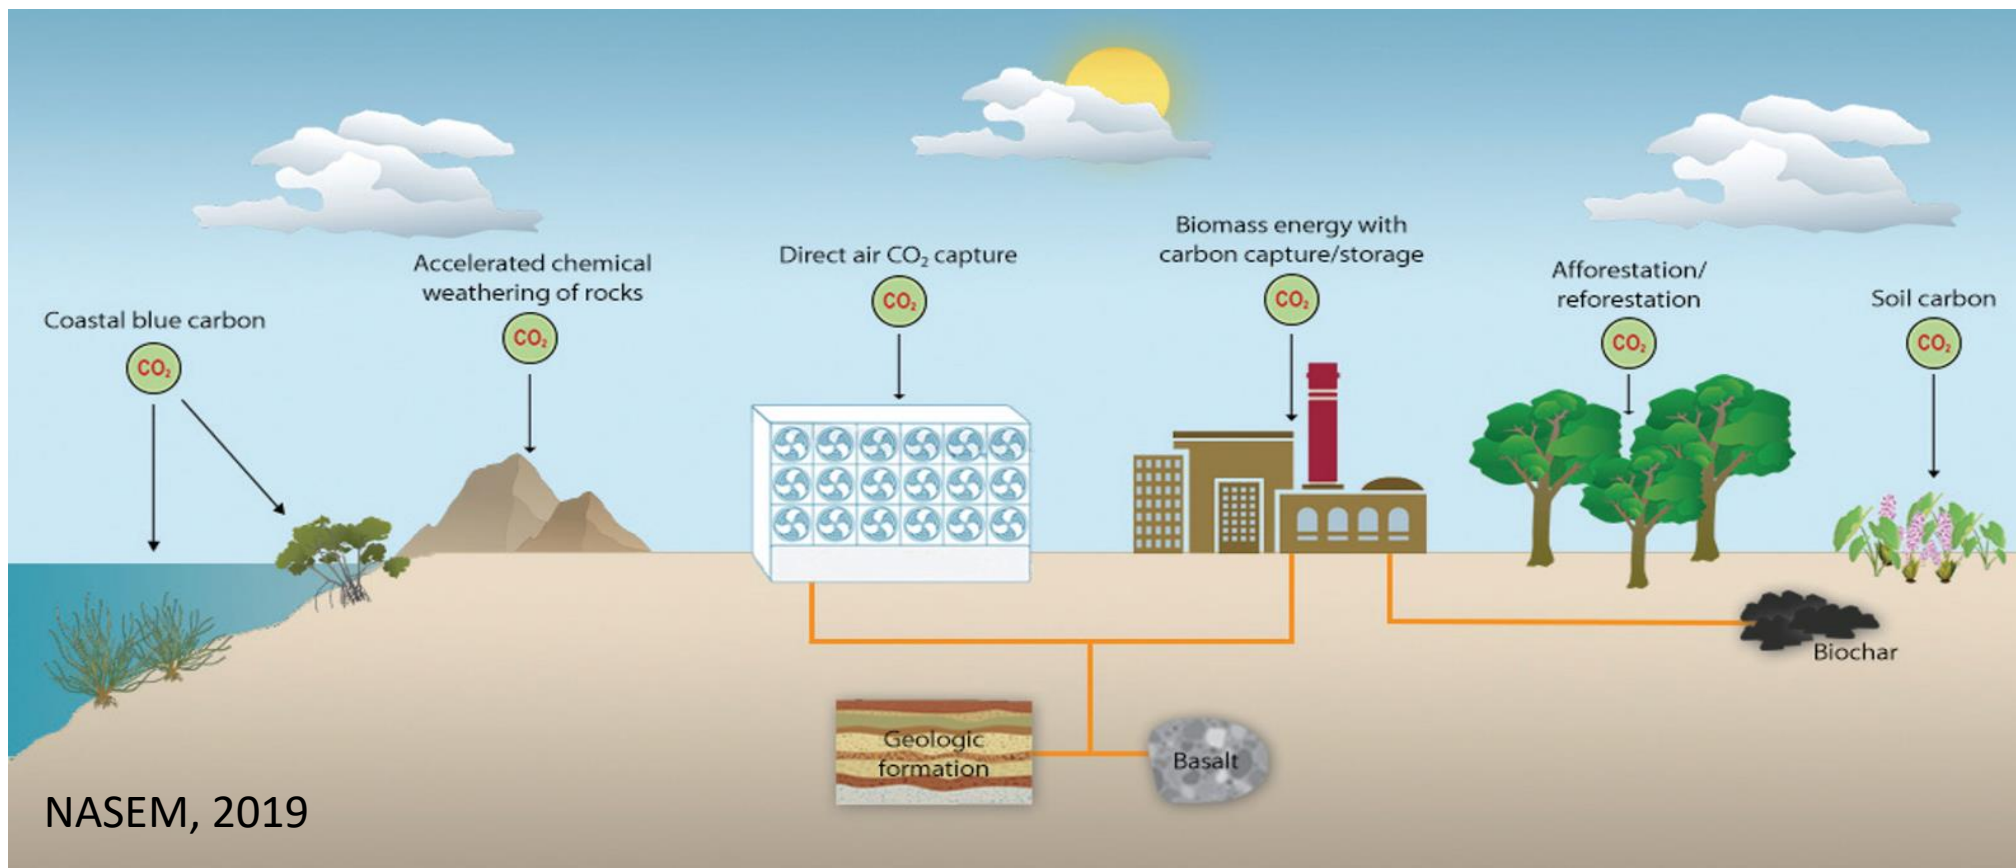 Coastal blue carbon
CO₂
Accelerated chemical
weathering of rocks
CO₂
Direct air CO₂ capture
CO₂
Biomass energy with
carbon capture/storage
CO₂
Afforestation/
reforestation
CO₂
Soil carbon
CO₂
Biochar
Geologic
formation
Basalt
NASEM, 2019